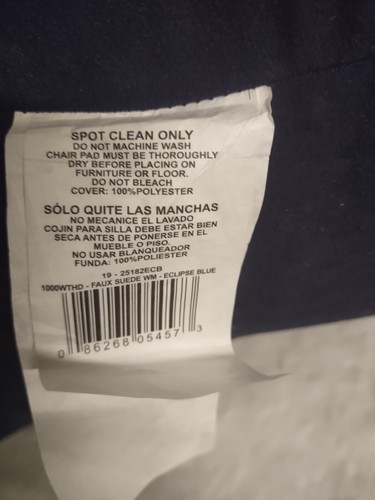 SPOT CLEAN ONLY
DO NOT MACHINE WASH
CHAIR PAD MUST BE THOROUGHLY
DRY BEFORE PLACING ON
FURNITURE OR FLOOR.
DO NOT BLEACH
COVER: 100%POLYESTER
SÓLO QUITE LAS MANCHAS
NO MECANICE EL LAVADO
COJIN PARA SILLA DEBE ESTAR BIEN
SECA ANTES DE PONERSE EN EL
MUEBLE O PISO.
NO USAR BLANQUEADOR
FUNDA: 100%POLIESTER
19 - 25182ECB
1000WTHD - FAUX SUEDE WM - ECLIPSE BLUE
0 86268 05457 3